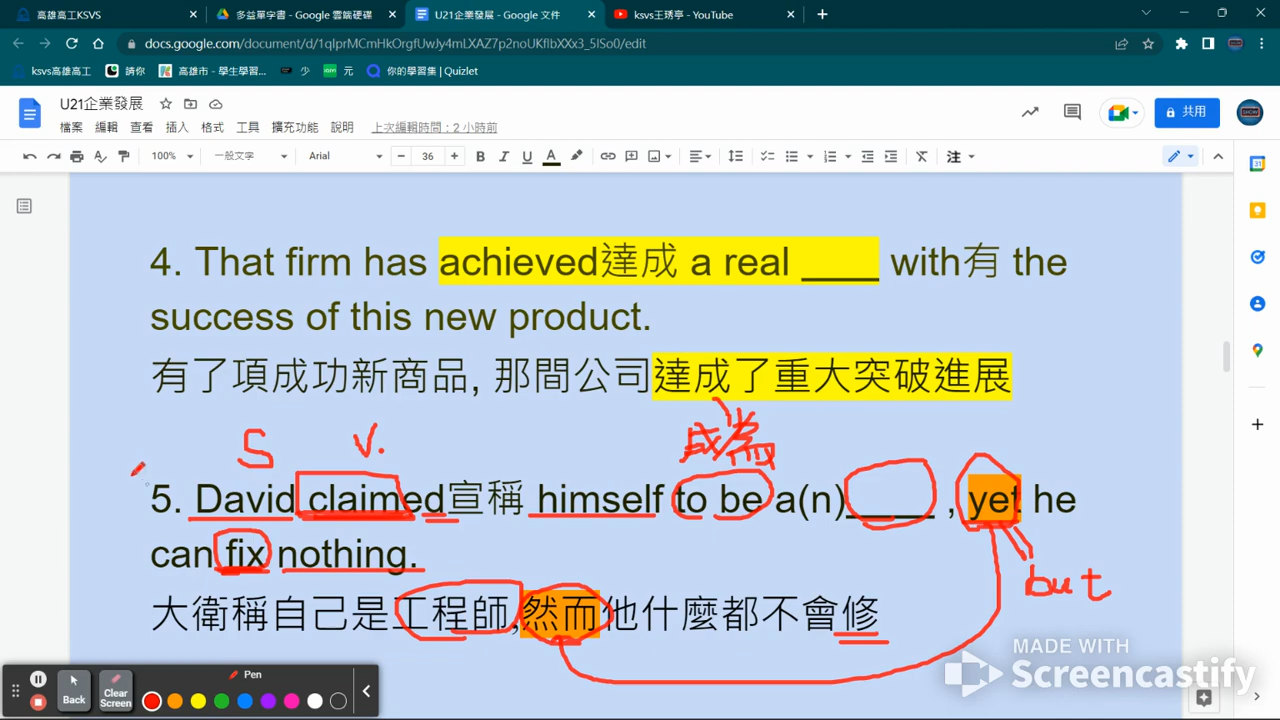 高雄高工KSVS
多益單字書 - Google 雲端硬碟
U21企業發展 - Google 文件
ksvs王琇亭 - YouTube
docs.google.com/document/d/1qIprMCmHkOrgfUwJy4mLXAZ7p2noUKflbXXx3_5lSo0/edit
ksvs高雄高工
請你
高雄市 - 學生學習...
少
元
你的學習集 | Quizlet
U21企業發展
檔案 編輯 查看 插入 格式 工具 擴充功能 說明 上次編輯時間：2 小時前
共用
100% 一般文字 Arial − 36 + B I U A 注
4. That firm has achieved達成 a real ____ with有 the
success of this new product.
有了項成功新商品, 那間公司達成了重大突破進展
成為
S V.
5. David claimed宣稱 himself to be a(n)____ , yet he
can fix nothing.
but
大衛稱自己是工程師,然而他什麼都不會修
MADE WITH
Screencastify
Pen
Back
Clear
Screen